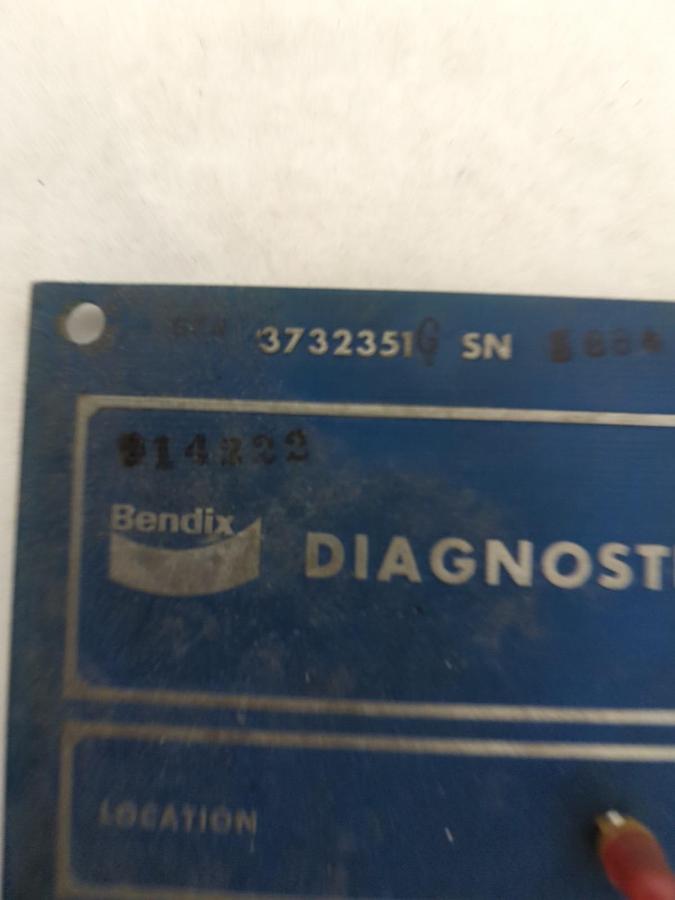 3732351G SN
914222
Bendix
DIAGNOST
LOCATION